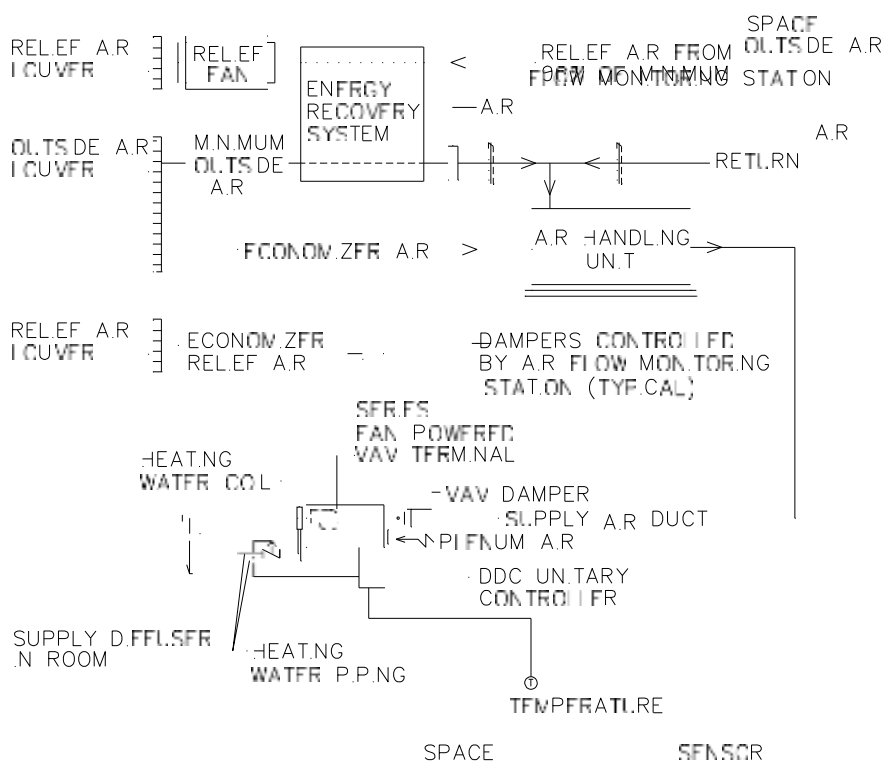 SPACE
RELIEF AIR
LOUVER
RELIEF
FAN
RELIEF AIR FROM
OUTSIDE AIR
FLOW MONITORING STATION
ENERGY
RECOVERY
SYSTEM
AIR
OUTSIDE AIR
LOUVER
MINIMUM
OUTSIDE
AIR
AIR
RETURN
ECONOMIZER AIR
AIR HANDLING
UNIT
RELIEF AIR
LOUVER
ECONOMIZER
RELIEF AIR
DAMPERS CONTROLLED
BY AIR FLOW MONITORING
STATION (TYPICAL)
SERIES
FAN POWERED
VAV TERMINAL
HEATING
WATER COIL
VAV DAMPER
SUPPLY AIR DUCT
PLENUM AIR
DDC UNITARY
CONTROLLER
SUPPLY DIFFUSER
IN ROOM
HEATING
WATER PIPING
T
TEMPERATURE
SPACE SENSOR